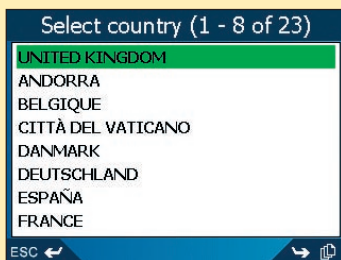 Select country (1 - 8 of 23)
UNITED KINGDOM
ANDORRA
BELGIQUE
CITTÀ DEL VATICANO
DANMARK
DEUTSCHLAND
ESPAÑA
FRANCE
ESC